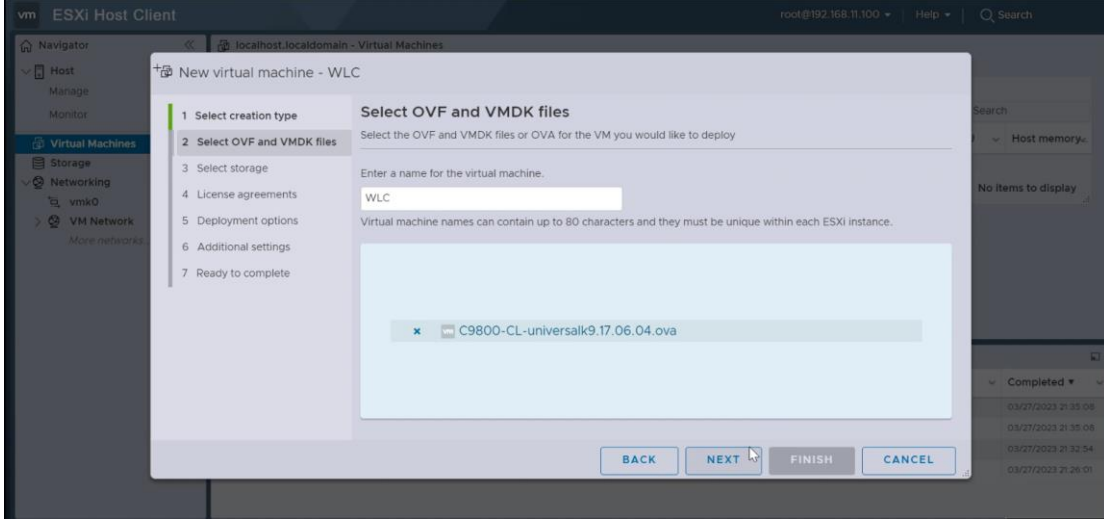 vm ESXi Host Client
root@192.168.11.100 Help Search
Navigator
localhost.localdomain - Virtual Machines
Host
Manage
Monitor
Virtual Machines
Storage
Networking
vmk0
VM Network
More networks
New virtual machine - WLC
1 Select creation type
2 Select OVF and VMDK files
3 Select storage
4 License agreements
5 Deployment options
6 Additional settings
7 Ready to complete
Select OVF and VMDK files
Select the OVF and VMDK files or OVA for the VM you would like to deploy
Enter a name for the virtual machine.
WLC
Virtual machine names can contain up to 80 characters and they must be unique within each ESXi instance.
C9800-CL-universalk9.17.06.04.ova
BACK NEXT FINISH CANCEL
Search
Host memory
No items to display
Completed
03/27/2023 21:35:08
03/27/2023 21:35:08
03/27/2023 21:32:54
03/27/2023 21:26:01